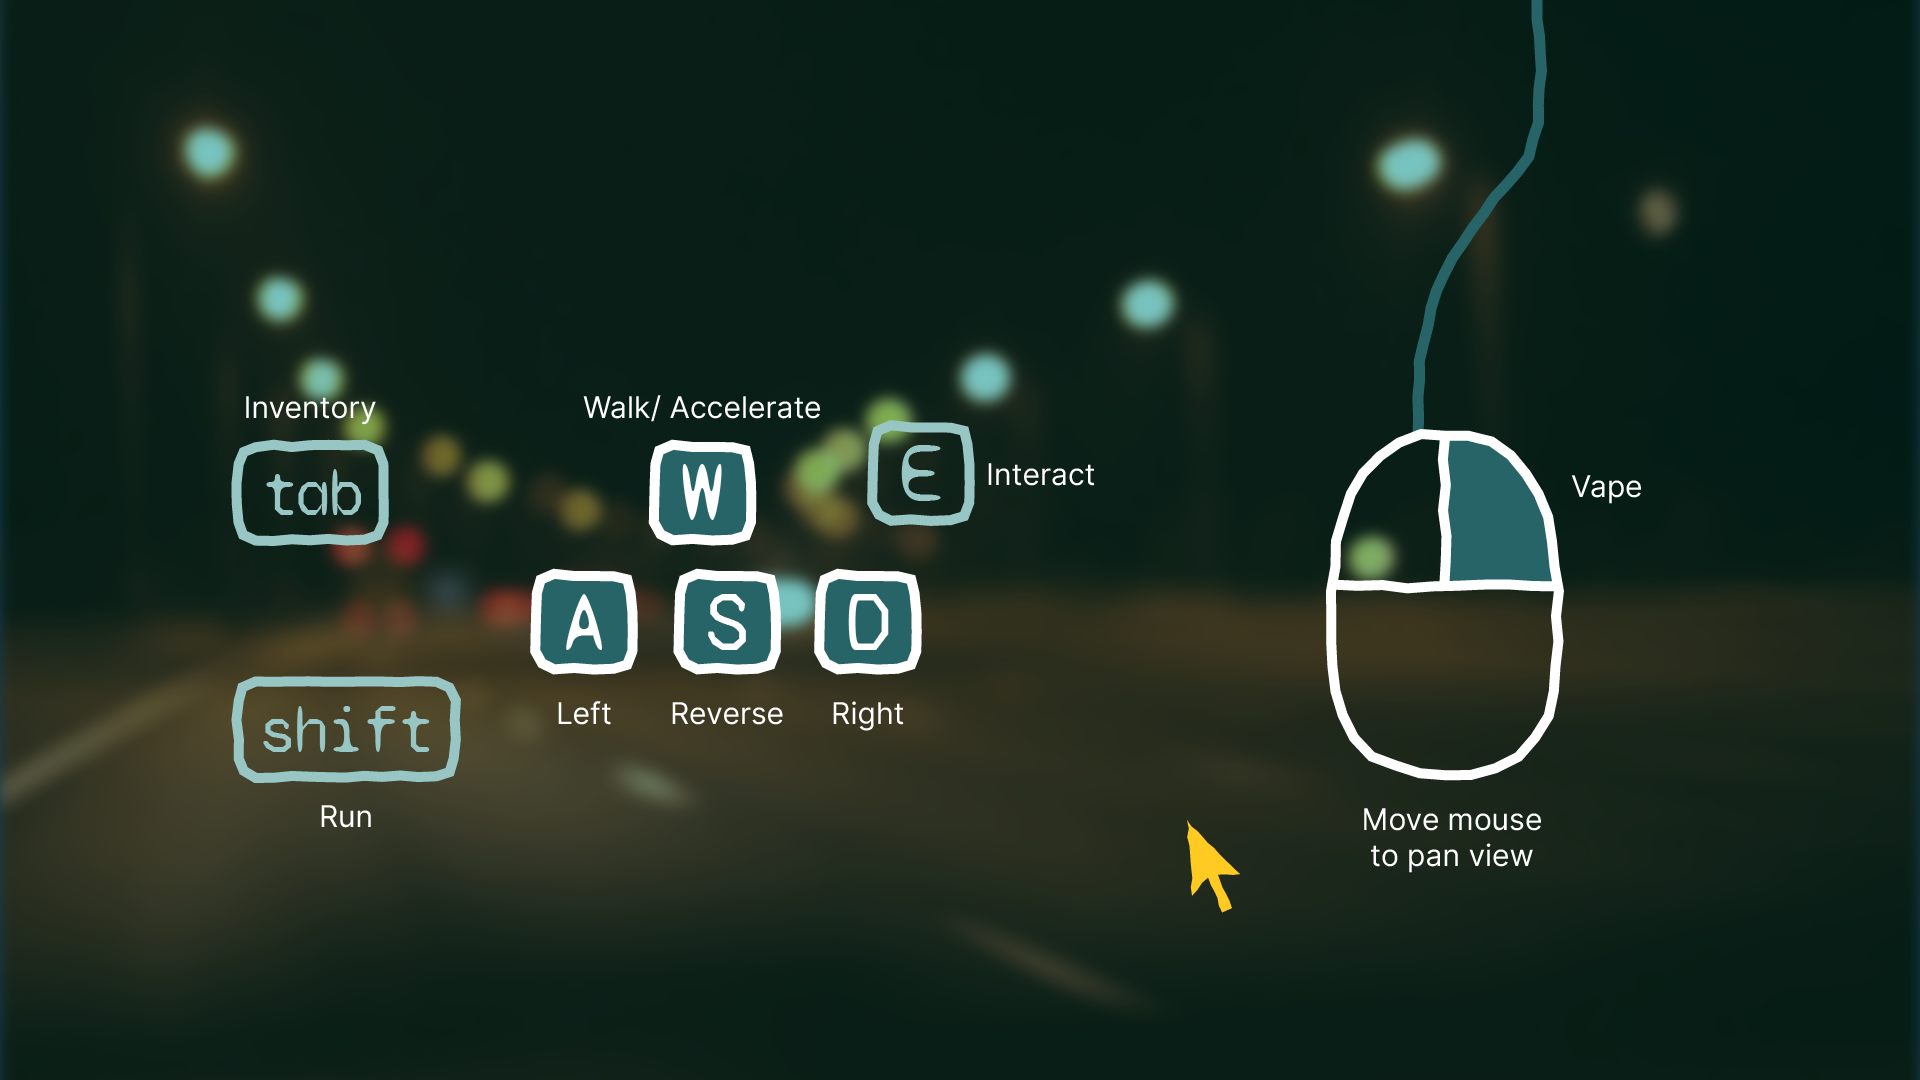 Inventory
tab
Walk/ Accelerate
W
E
Interact
A
S
D
Left
Reverse
Right
shift
Run
Vape
Move mouse
to pan view